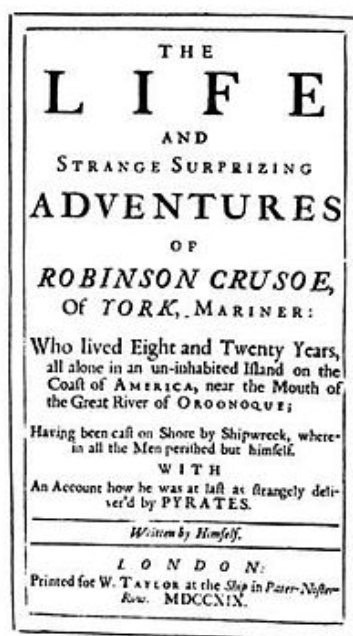 THE
LIFE
AND
STRANGE SURPRIZING
ADVENTURES
OF
ROBINSON CRUSOE,
Of YORK, MARINER:
Who lived Eight and Twenty Years,
all alone in an un-inhabited Iſland on the
Coaſt of AMERICA, near the Mouth of
the Great River of OROONOQUE;
Having been caſt on Shore by Shipwreck, where-
in all the Men periſhed but himſelf.
WITH
An Account how he was at laſt as ſtrangely deli-
ver'd by PYRATES.
Written by Himſelf.
LONDON:
Printed for W. TAYLOR at the Ship in Pater-Noſter-
Row. MDCCXIX.